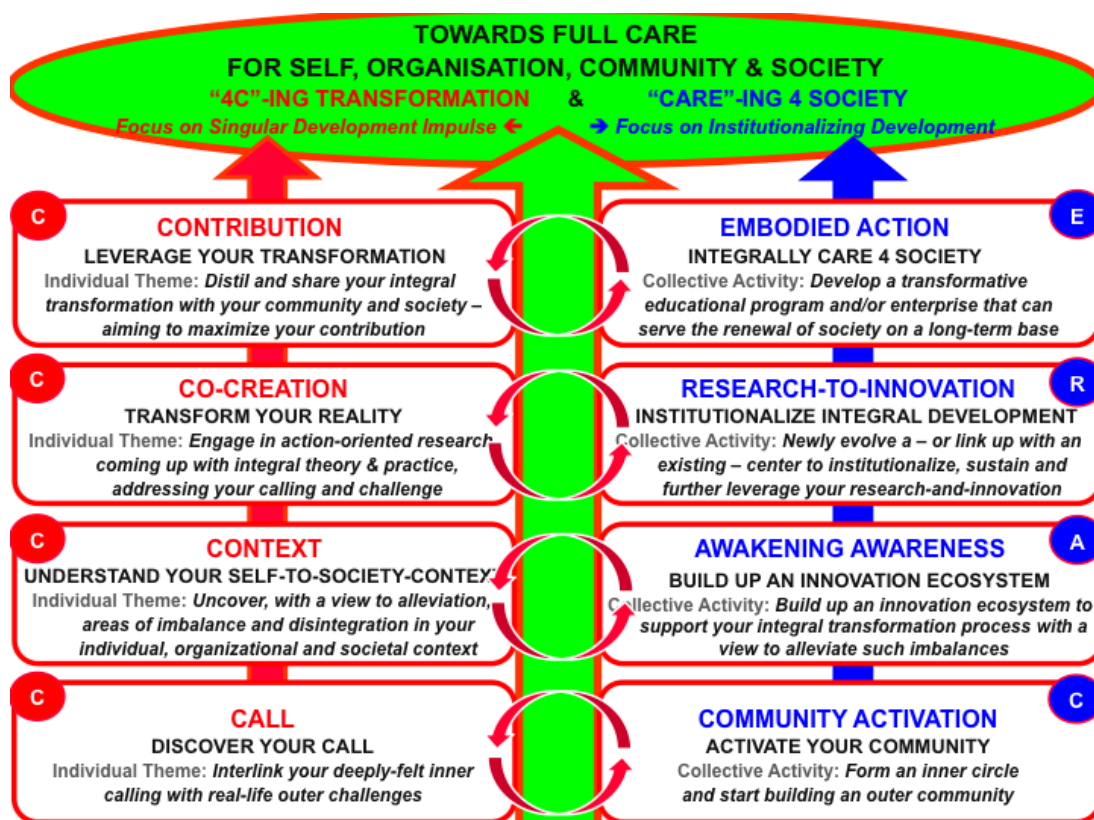 TOWARDS FULL CARE
FOR SELF, ORGANISATION, COMMUNITY & SOCIETY
“4C”-ING TRANSFORMATION & “CARE”-ING 4 SOCIETY
Focus on Singular Development Impulse ← → Focus on Institutionalizing Development
C
CONTRIBUTION
LEVERAGE YOUR TRANSFORMATION
Individual Theme: Distil and share your integral
transformation with your community and society –
aiming to maximize your contribution
E
EMBODIED ACTION
INTEGRALLY CARE 4 SOCIETY
Collective Activity: Develop a transformative
educational program and/or enterprise that can
serve the renewal of society on a long-term base
C
CO-CREATION
TRANSFORM YOUR REALITY
Individual Theme: Engage in action-oriented research
coming up with integral theory & practice,
addressing your calling and challenge
R
RESEARCH-TO-INNOVATION
INSTITUTIONALIZE INTEGRAL DEVELOPMENT
Collective Activity: Newly evolve a – or link up with an
existing – center to institutionalize, sustain and
further leverage your research-and-innovation
C
CONTEXT
UNDERSTAND YOUR SELF-TO-SOCIETY-CONTEXT
Individual Theme: Uncover, with a view to alleviation,
areas of imbalance and disintegration in your
individual, organizational and societal context
A
AWAKENING AWARENESS
BUILD UP AN INNOVATION ECOSYSTEM
Collective Activity: Build up an innovation ecosystem to
support your integral transformation process with a
view to alleviate such imbalances
C
CALL
DISCOVER YOUR CALL
Individual Theme: Interlink your deeply-felt inner
calling with real-life outer challenges
C
COMMUNITY ACTIVATION
ACTIVATE YOUR COMMUNITY
Collective Activity: Form an inner circle
and start building an outer community